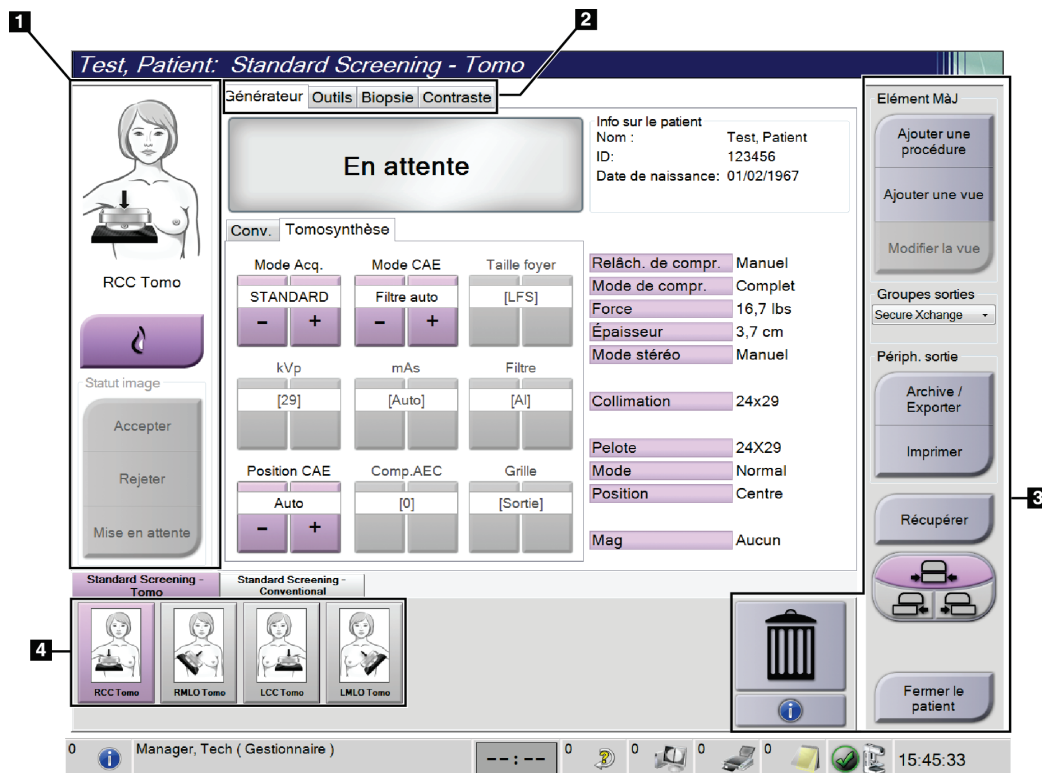 1
2
Test, Patient: Standard Screening - Tomo
Générateur Outils Biopsie Contraste
En attente
Info sur le patient
Nom : Test, Patient
ID: 123456
Date de naissance: 01/02/1967
RCC Tomo
Statut image
Accepter
Rejeter
Mise en attente
Conv. Tomosynthèse
Mode Acq. Mode CAE Taille foyer
STANDARD Filtre auto [LFS]
- + - +
kVp mAs Filtre
[29] [Auto] [Al]
Position CAE Comp.AEC Grille
Auto [0] [Sortie]
- +
Relâch. de compr. Manuel
Mode de compr. Complet
Force 16,7 lbs
Épaisseur 3,7 cm
Mode stéréo Manuel
Collimation 24x29
Pelote 24X29
Mode Normal
Position Centre
Mag Aucun
Elément MàJ
Ajouter une
procédure
Ajouter une vue
Modifier la vue
Groupes sorties
Secure Xchange
Périph. sortie
Archive /
Exporter
Imprimer
3
Récupérer
Fermer le
patient
Standard Screening -
Tomo
Standard Screening -
Conventional
4
RCC Tomo RMLO Tomo LCC Tomo LMLO Tomo
0 Manager, Tech ( Gestionnaire ) --:-- 0 0 0 0 15:45:33